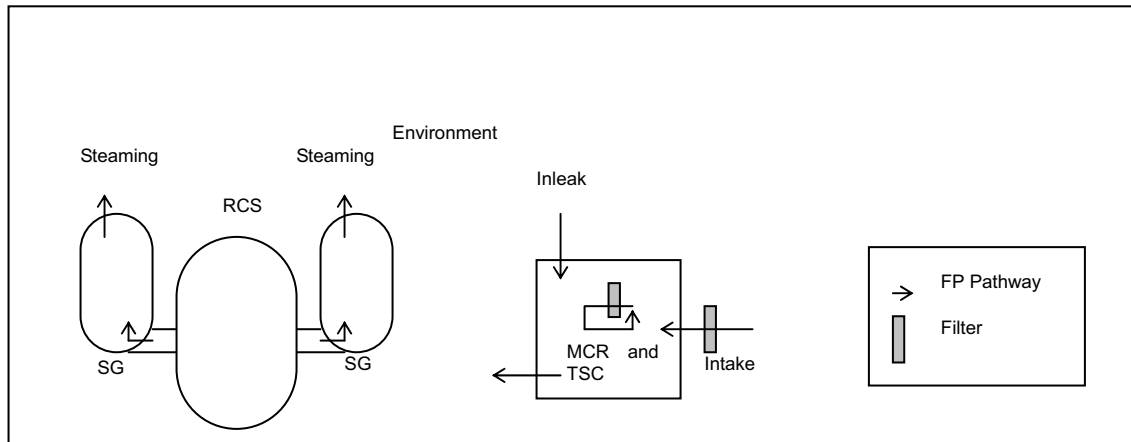 Environment
Steaming
Steaming
Inleak
RCS
FP Pathway
Filter
MCR and
TSC
Intake
SG
SG